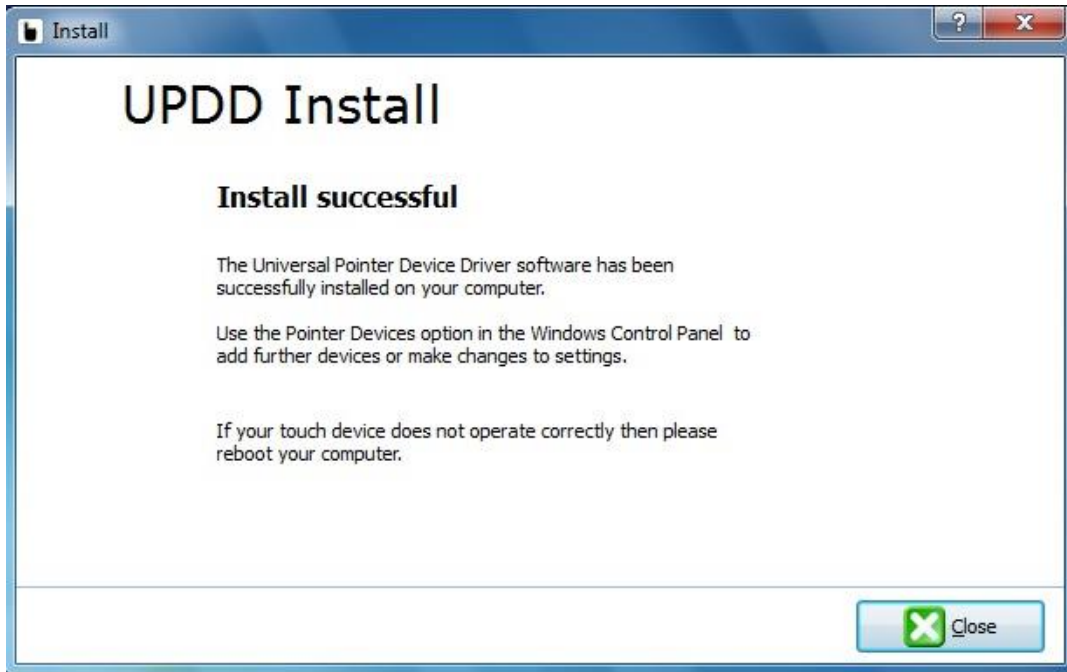 Install
?
X
UPDD Install
Install successful
The Universal Pointer Device Driver software has been
successfully installed on your computer.
Use the Pointer Devices option in the Windows Control Panel to
add further devices or make changes to settings.
If your touch device does not operate correctly then please
reboot your computer.
Close